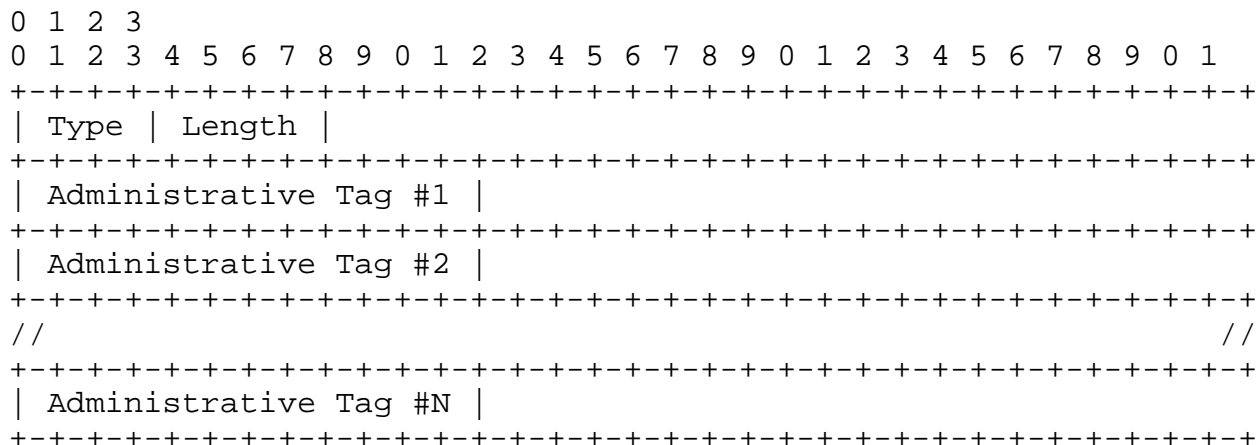 0 1 2 3
0 1 2 3 4 5 6 7 8 9 0 1 2 3 4 5 6 7 8 9 0 1 2 3 4 5 6 7 8 9 0 1
+-+-+-+-+-+-+-+-+-+-+-+-+-+-+-+-+-+-+-+-+-+-+-+-+-+-+-+-+-+-+-+-+
| Type | Length |
+-+-+-+-+-+-+-+-+-+-+-+-+-+-+-+-+-+-+-+-+-+-+-+-+-+-+-+-+-+-+-+-+
| Administrative Tag #1 |
+-+-+-+-+-+-+-+-+-+-+-+-+-+-+-+-+-+-+-+-+-+-+-+-+-+-+-+-+-+-+-+-+
| Administrative Tag #2 |
+-+-+-+-+-+-+-+-+-+-+-+-+-+-+-+-+-+-+-+-+-+-+-+-+-+-+-+-+-+-+-+-+
// //
+-+-+-+-+-+-+-+-+-+-+-+-+-+-+-+-+-+-+-+-+-+-+-+-+-+-+-+-+-+-+-+-+
| Administrative Tag #N |
+-+-+-+-+-+-+-+-+-+-+-+-+-+-+-+-+-+-+-+-+-+-+-+-+-+-+-+-+-+-+-+-+